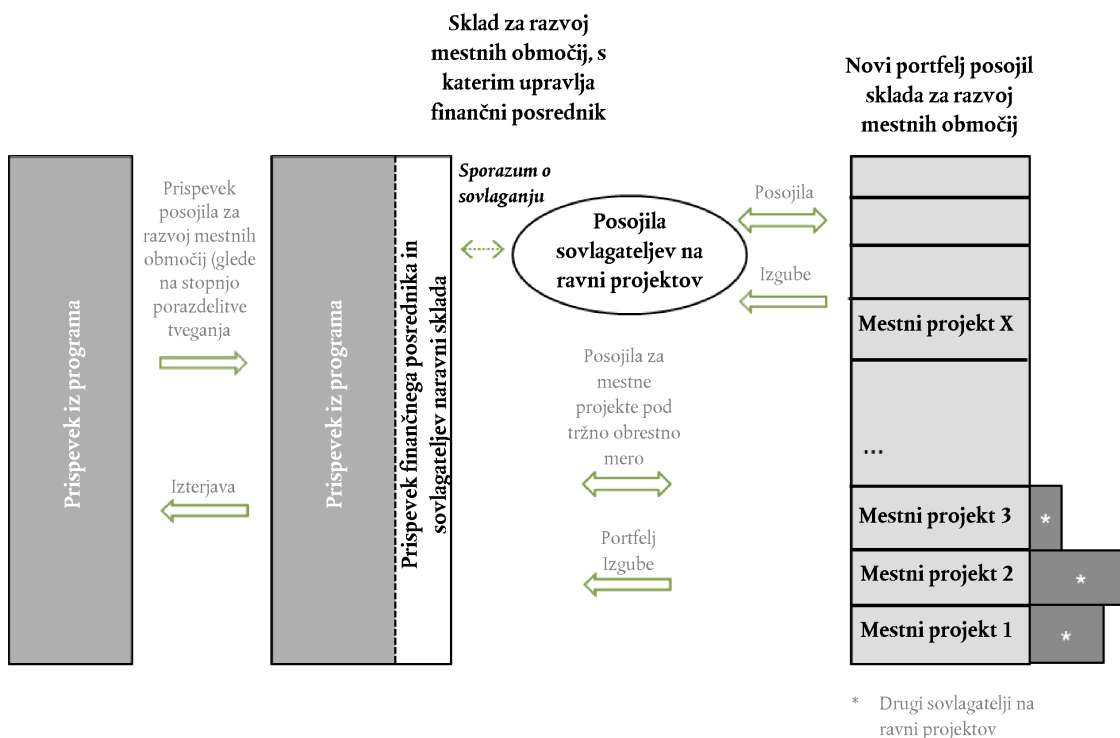 Sklad za razvoj
mestnih območij, s
katerim upravlja
finančni posrednik
Novi portfelj posojil
sklada za razvoj
mestnih območij
Prispevek iz programa
Prispevek
posojila za
razvoj mestnih
območij (glede
na stopnjo
porazdelitve
tveganja
Izterjava
Prispevek iz programa
Prispevek finančnega posrednika in
sovlagateljev naravni sklada
Sporazum o
sovlaganju
Posojila
sovlagateljev na
ravni projektov
Posojila
Izgube
Posojila za
mestne
projekte pod
tržno obrestno
mero
Portfelj
Izgube
Mestni projekt X
...
Mestni projekt 3
*
Mestni projekt 2
*
Mestni projekt 1
*
* Drugi sovlagatelji na
ravni projektov